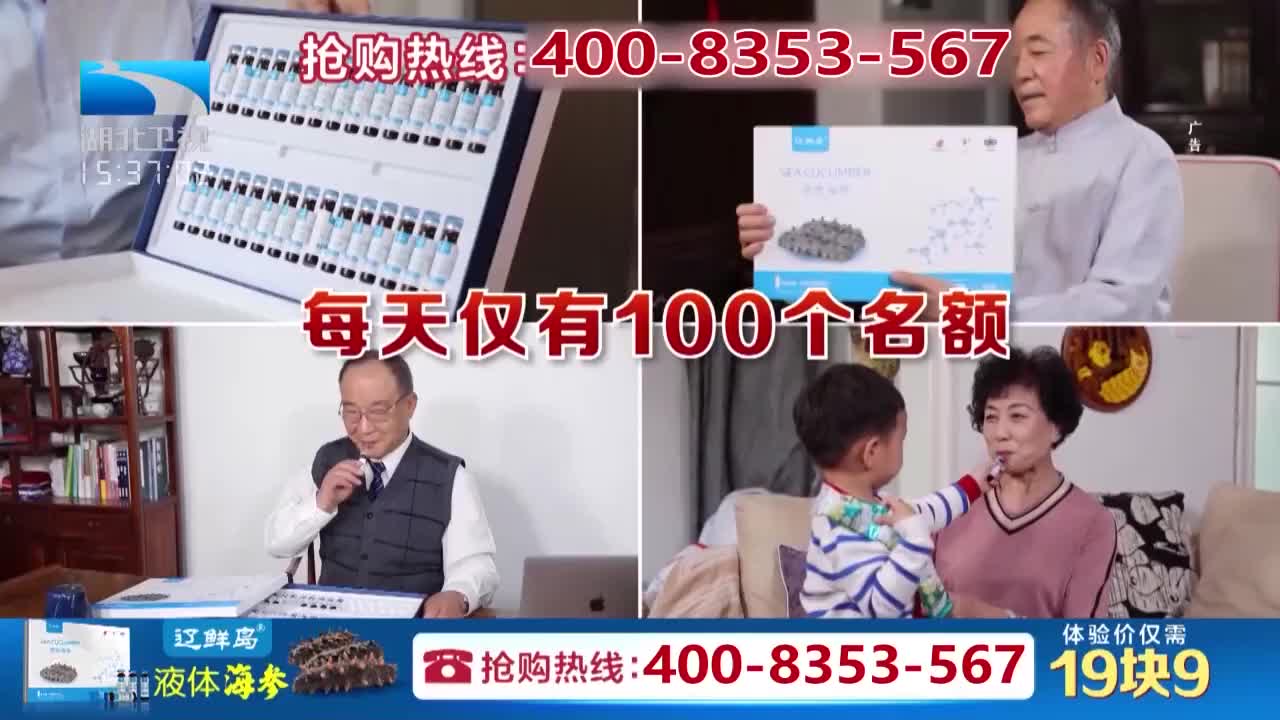 抢购热线:400-8353-567
湖北卫视
广告
SEA CUCUMBER
每天仅有100个名额
辽鲜岛®
液体海参
抢购热线:400-8353-567
体验价仅需
19块9